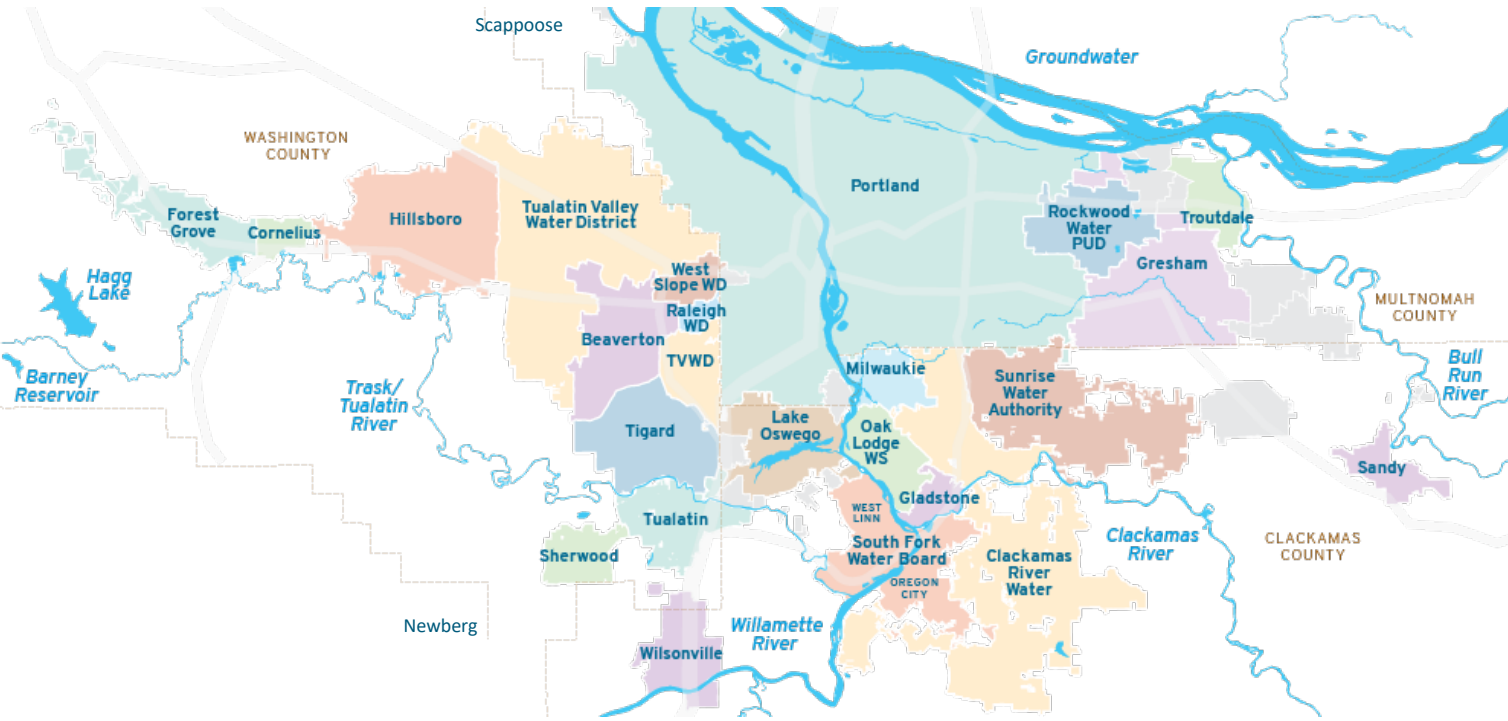 Scappoose
Groundwater
WASHINGTON
COUNTY
Portland
Forest
Grove
Cornelius
Hillsboro
Tualatin Valley
Water District
Rockwood
Water
PUD
Troutdale
Gresham
Hagg
Lake
West
Slope WD
Raleigh
WD
MULTNOMAH
COUNTY
Beaverton
TVWD
Milwaukie
Barney
Reservoir
Trask/
Tualatin
River
Sunrise
Water
Authority
Bull
Run
River
Tigard
Lake
Oswego
Oak
Lodge
WS
Sandy
Gladstone
Tualatin
WEST
LINN
Sherwood
South Fork
Water Board
OREGON
CITY
Clackamas
River
Water
Clackamas
River
CLACKAMAS
COUNTY
Newberg
Willamette
River
Wilsonville